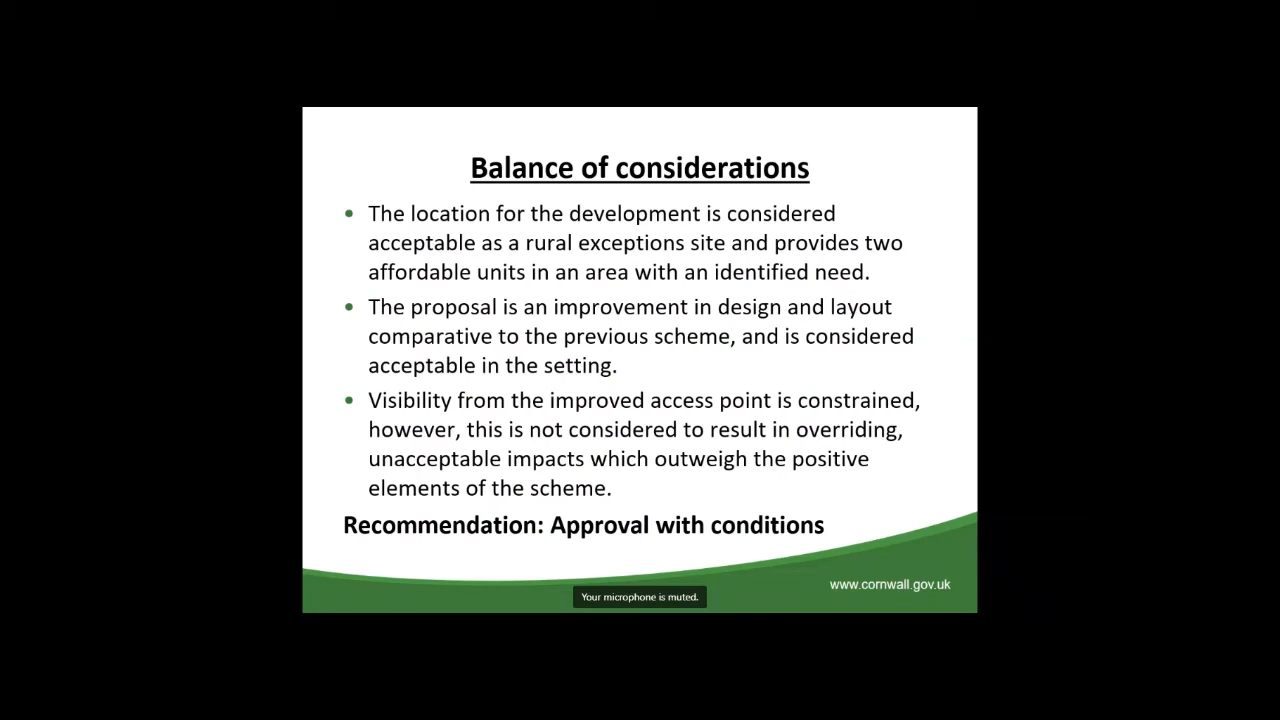 Balance of considerations
• The location for the development is considered
acceptable as a rural exceptions site and provides two
affordable units in an area with an identified need.
• The proposal is an improvement in design and layout
comparative to the previous scheme, and is considered
acceptable in the setting.
• Visibility from the improved access point is constrained,
however, this is not considered to result in overriding,
unacceptable impacts which outweigh the positive
elements of the scheme.
Recommendation: Approval with conditions
www.cornwall.gov.uk
Your microphone is muted.